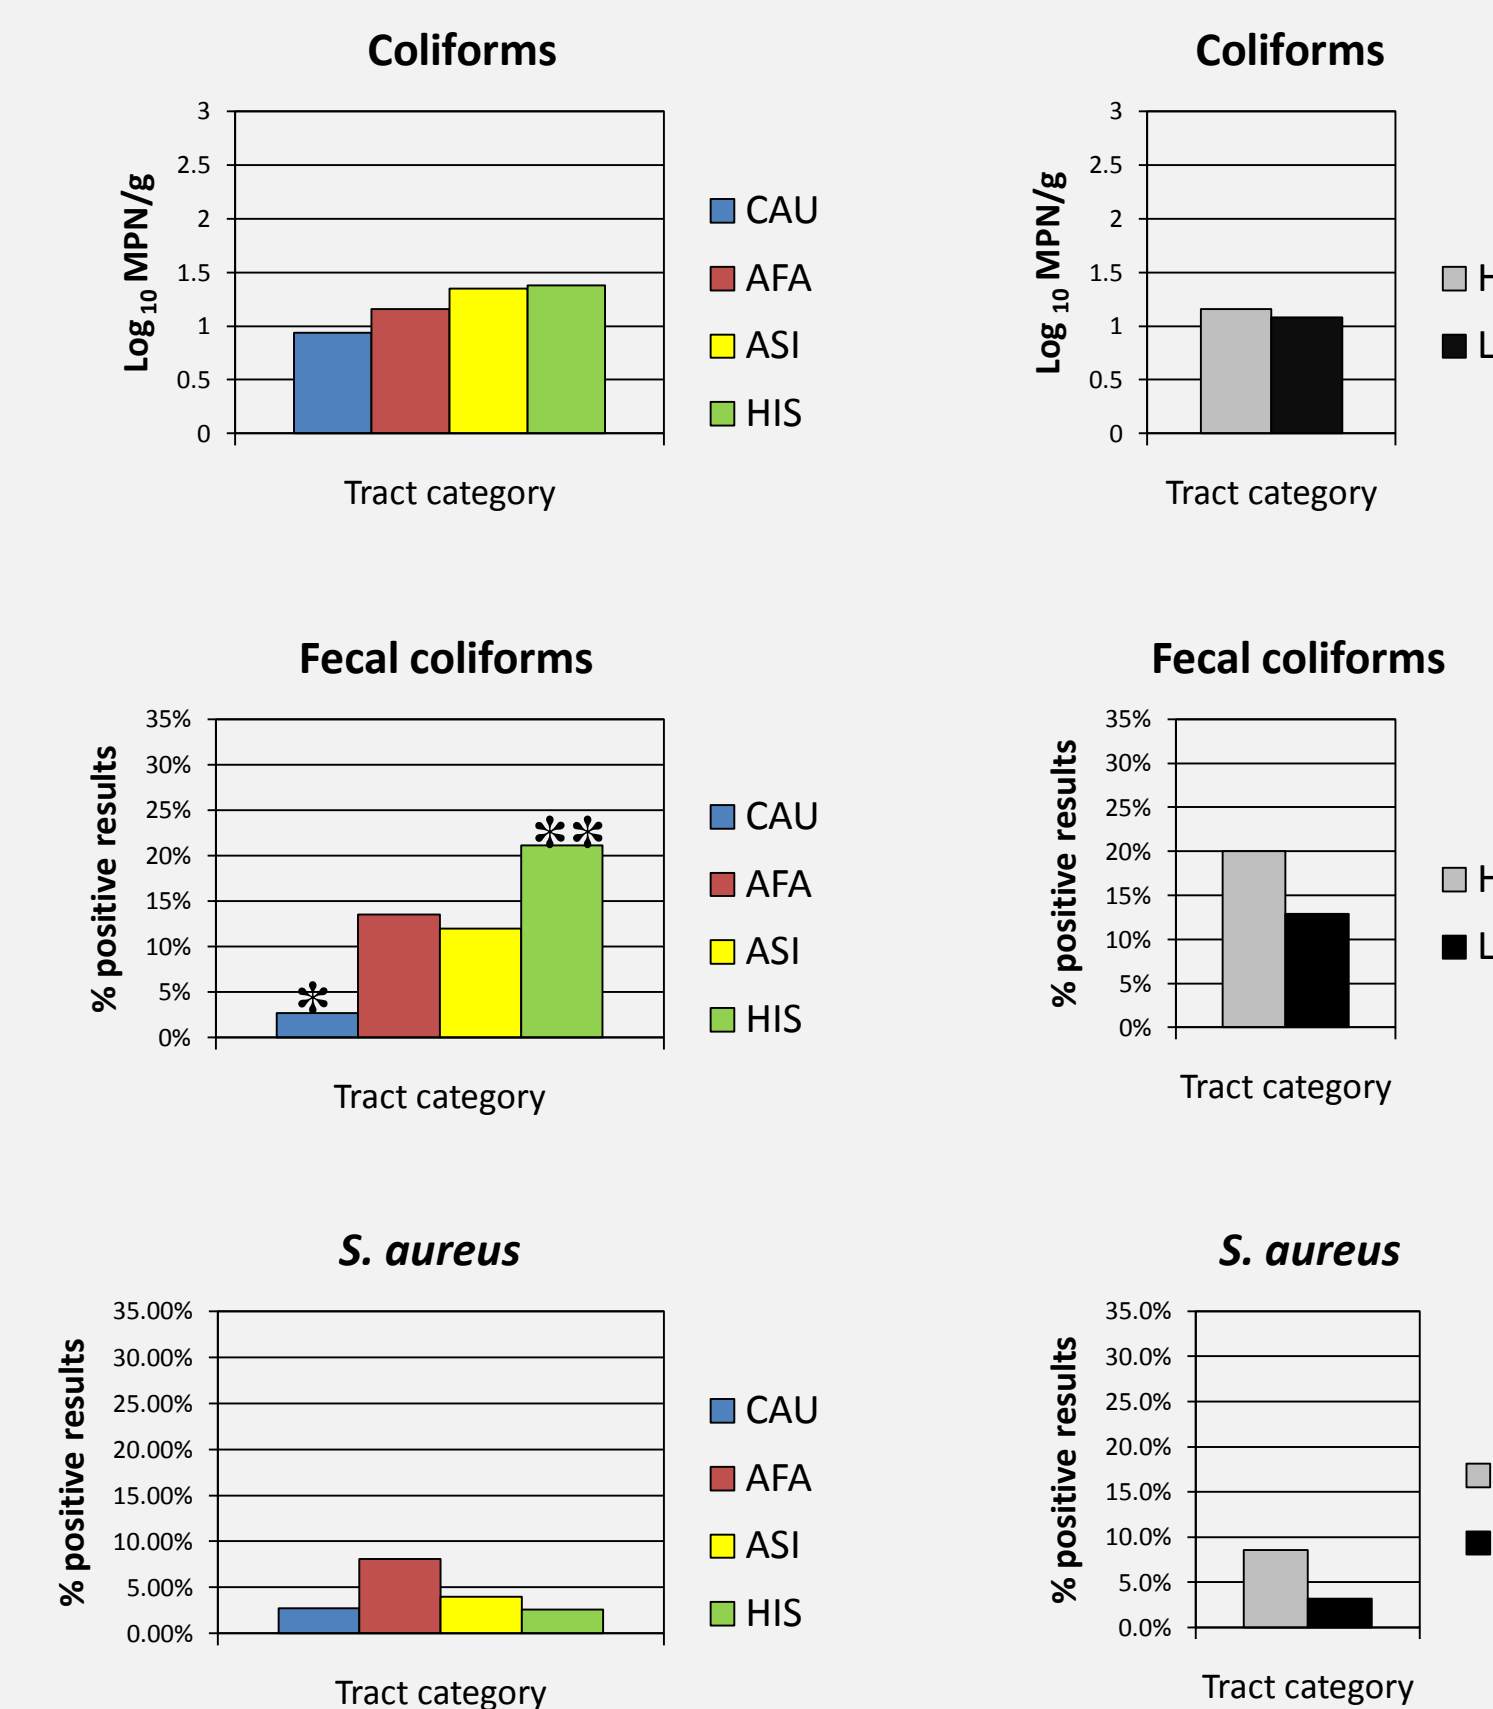 Coliforms
3
2.5
2
1.5
1
0.5
0
Log 10 MPN/g
CAU
AFA
ASI
HIS
Tract category
Coliforms
3
2.5
2
1.5
1
0.5
0
Log 10 MPN/g
Tract category
Fecal coliforms
35%
30%
25%
20%
15%
10%
5%
0%
% positive results
*
**
CAU
AFA
ASI
HIS
Tract category
Fecal coliforms
35%
30%
25%
20%
15%
10%
5%
0%
% positive results
Tract category
S. aureus
35.00%
30.00%
25.00%
20.00%
15.00%
10.00%
5.00%
0.00%
% positive results
CAU
AFA
ASI
HIS
Tract category
S. aureus
35.0%
30.0%
25.0%
20.0%
15.0%
10.0%
5.0%
0.0%
% positive results
Tract category